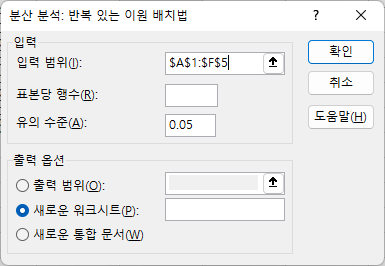 분산 분석: 반복 있는 이원 배치법
? ×
입력
입력 범위(I): $A$1:$F$5
확인
표본당 행수(R):
취소
유의 수준(A): 0.05
도움말(H)
출력 옵션
출력 범위(O):
새로운 워크시트(P):
새로운 통합 문서(W)